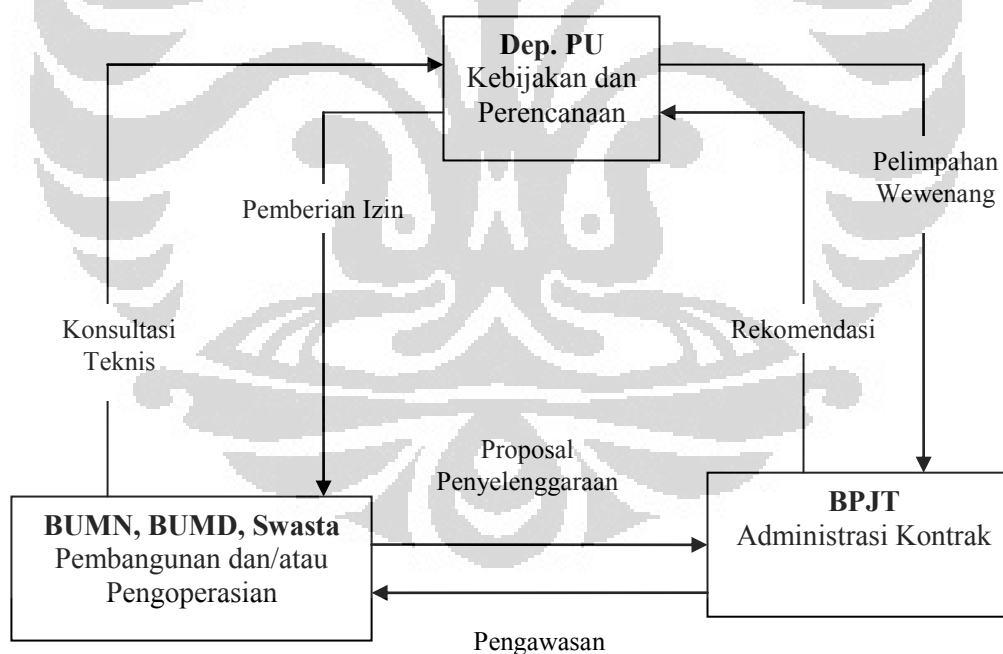 Dep. PU
Kebijakan dan
Perencanaan
Pelimpahan
Wewenang
Pemberian Izin
Konsultasi
Teknis
Rekomendasi
Proposal
Penyelenggaraan
BUMN, BUMD, Swasta
Pembangunan dan/atau
Pengoperasian
BPJT
Administrasi Kontrak
Pengawasan